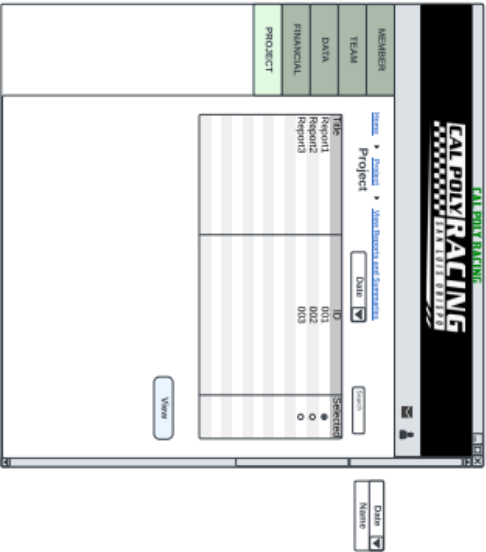 CAL POLY RACING
CAL POLY RACING
SAN LUIS OBISPO
MEMBER
TEAM
DATA
FINANCIAL
PROJECT
Home Project View Reports and Summaries
Project
Date
Search
Title ID Selected
Report1 001
Report2 002
Report3 003
View
Date
Name